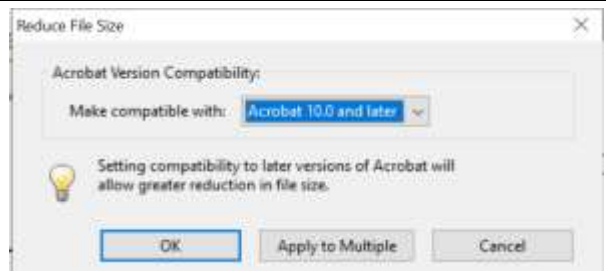 Reduce File Size
Acrobat Version Compatibility:
Make compatible with: Acrobat 10.0 and later
Setting compatibility to later versions of Acrobat will
allow greater reduction in file size.
OK Apply to Multiple Cancel